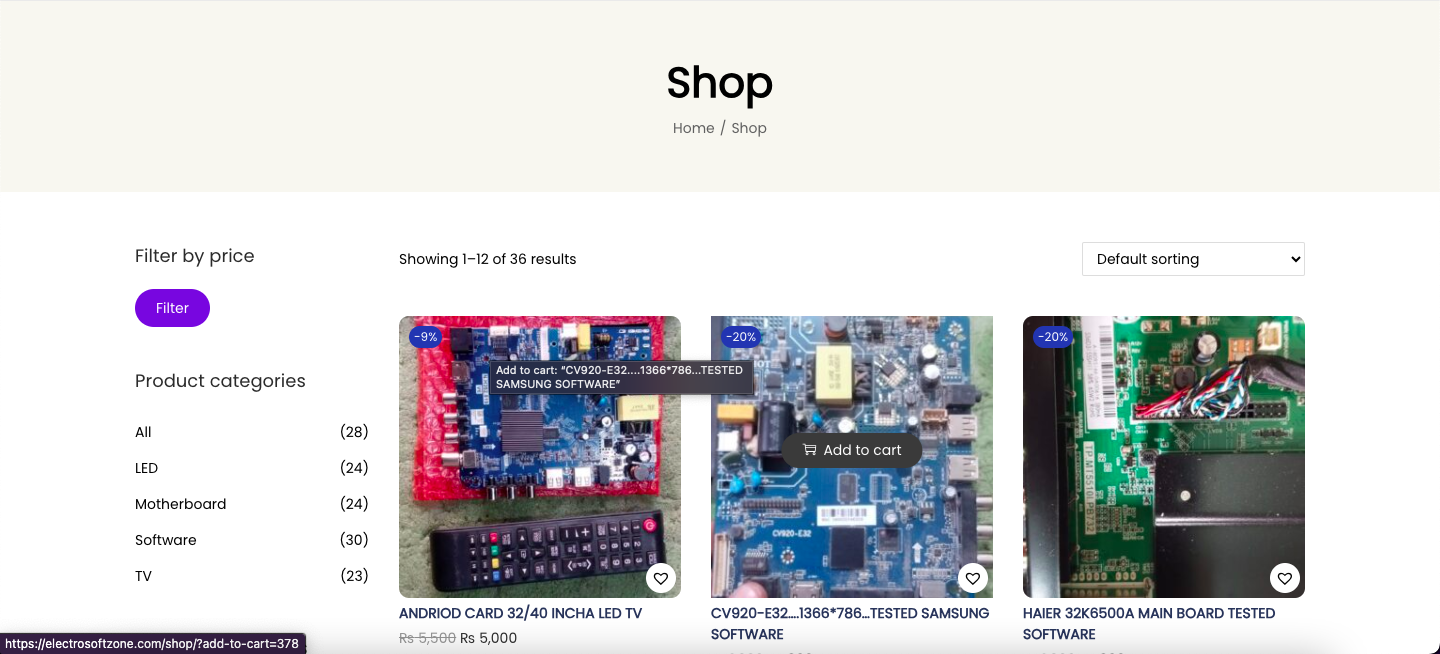 Shop
Home / Shop
Filter by price
Filter
Product categories
All (28)
LED (24)
Motherboard (24)
Software (30)
TV (23)
Showing 1–12 of 36 results
Default sorting
-9%
-20%
-20%
Add to cart: “CV920-E32....1366*786...TESTED
SAMSUNG SOFTWARE”
Add to cart
CV920-E32
ANDRIOD CARD 32/40 INCHA LED TV
Rs 5,500 Rs 5,000
CV920-E32....1366*786...TESTED SAMSUNG
SOFTWARE
HAIER 32K6500A MAIN BOARD TESTED
SOFTWARE
https://electrosoftzone.com/shop/?add-to-cart=378